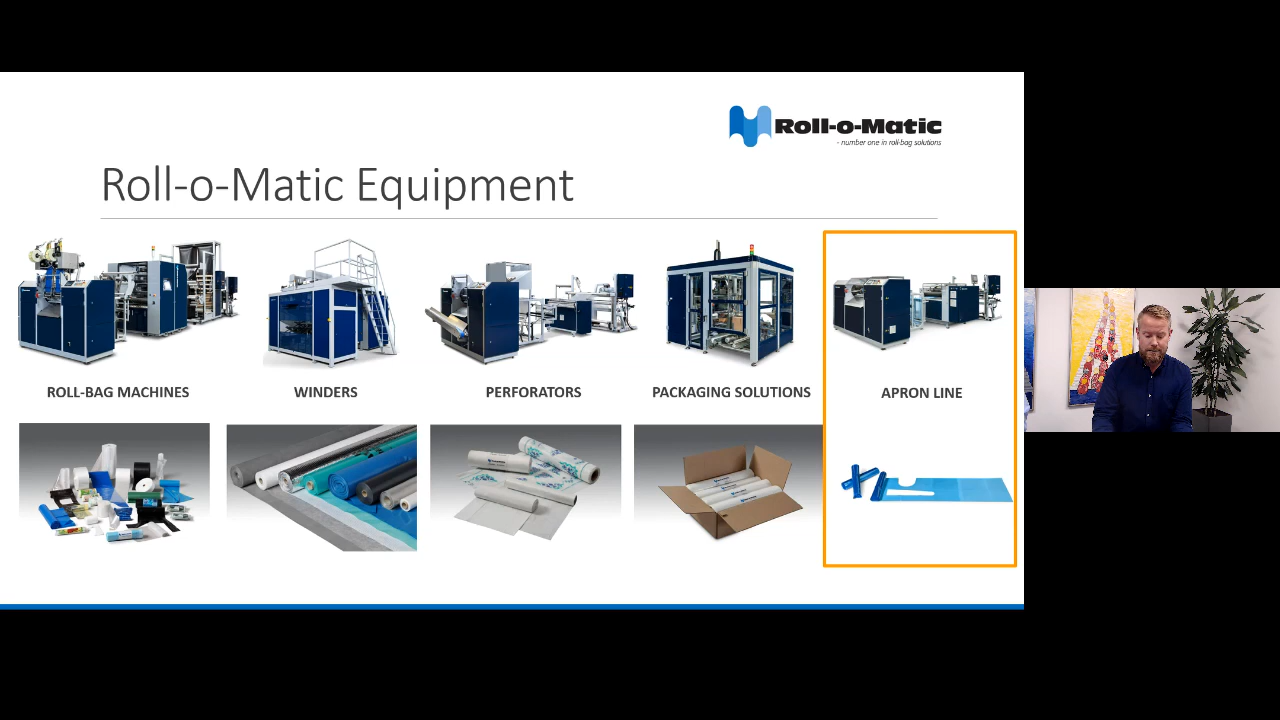 Roll-o-Matic
- number one in roll-bag solutions
Roll-o-Matic Equipment
ROLL-BAG MACHINES
WINDERS
PERFORATORS
PACKAGING SOLUTIONS
APRON LINE